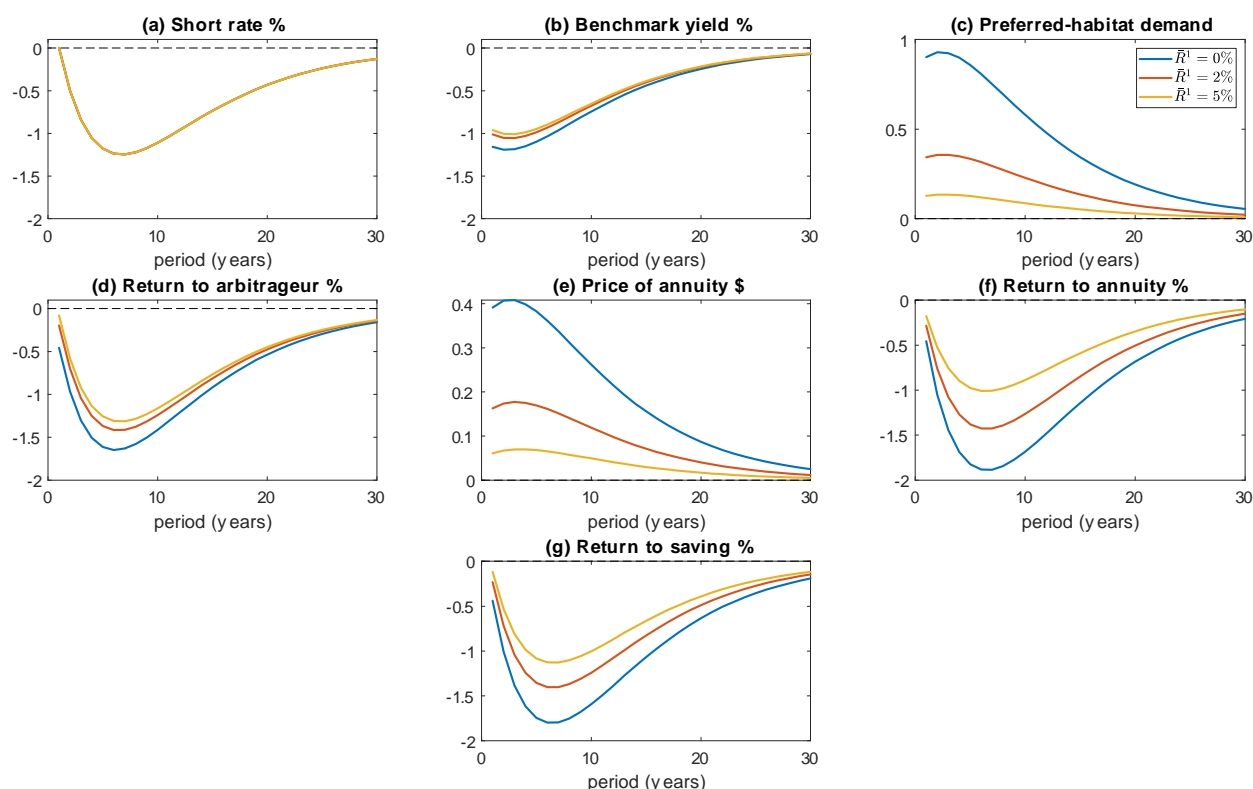 (a) Short rate %
0
-0.5
-1
-1.5
-2
0 10 20 30
period (years)
(b) Benchmark yield %
0
-0.5
-1
-1.5
-2
0 10 20 30
period (years)
(c) Preferred-habitat demand
1
0.5
0
0 10 20 30
period (years)
R̄¹ = 0%
R̄¹ = 2%
R̄¹ = 5%
(d) Return to arbitrageur %
0
-0.5
-1
-1.5
-2
0 10 20 30
period (years)
(e) Price of annuity $
0.4
0.3
0.2
0.1
0
0 10 20 30
period (years)
(f) Return to annuity %
0
-0.5
-1
-1.5
-2
0 10 20 30
period (years)
(g) Return to saving %
0
-0.5
-1
-1.5
-2
0 10 20 30
period (years)